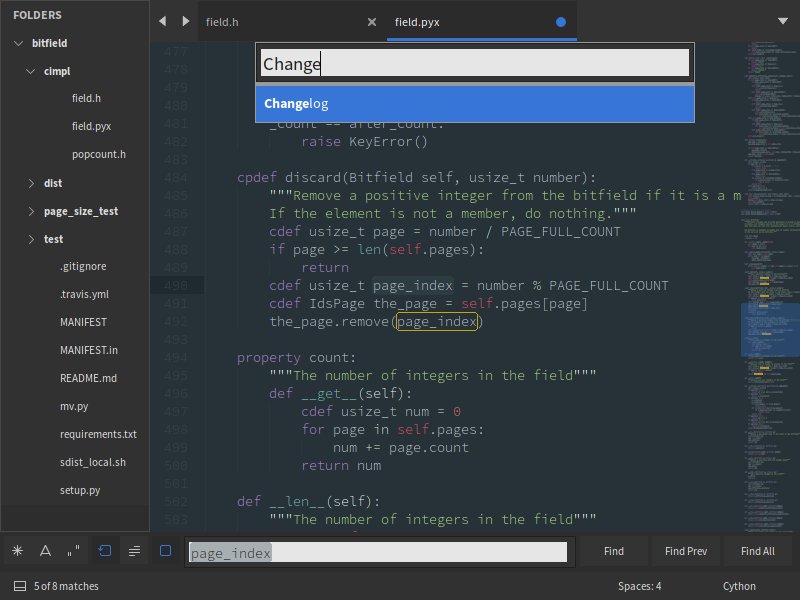 FOLDERS
bitfield
cimpl
field.h
field.pyx
popcount.h
dist
page_size_test
test
.gitignore
.travis.yml
MANIFEST
MANIFEST.in
README.md
mv.py
requirements.txt
sdist_local.sh
setup.py
field.h
field.pyx
Change
Changelog
477
478
479
480
481 _count == after_count:
482 raise KeyError()
483
484 cpdef discard(Bitfield self, usize_t number):
485 """Remove a positive integer from the bitfield if it is a m
486 If the element is not a member, do nothing."""
487 cdef usize_t page = number / PAGE_FULL_COUNT
488 if page >= len(self.pages):
489 return
490 cdef usize_t page_index = number % PAGE_FULL_COUNT
491 cdef IdsPage the_page = self.pages[page]
492 the_page.remove(page_index)
493
494 property count:
495 """The number of integers in the field"""
496 def __get__(self):
497 cdef usize_t num = 0
498 for page in self.pages:
499 num += page.count
500 return num
501
502 def __len__(self):
503 """The number of integers in the field"""
page_index
Find
Find Prev
Find All
5 of 8 matches
Spaces: 4
Cython